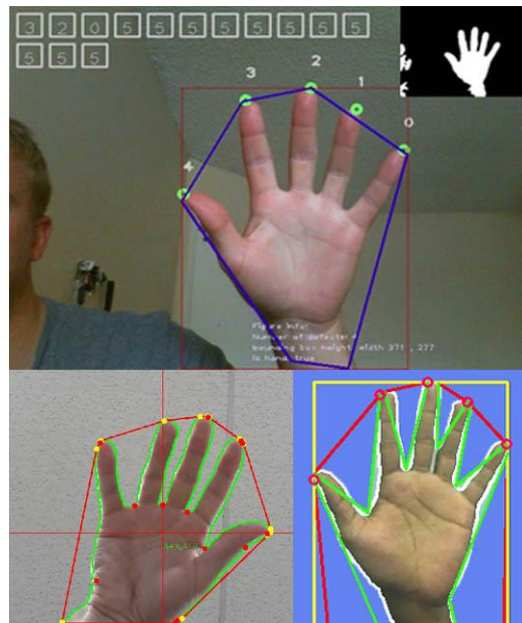 3 2 0 5 5 5 5 5 5 5 5
5 5 5
2
3
1
0
4
Figure info:
Number of defects: 4
bounding box height, width 371 , 277
is hand: true